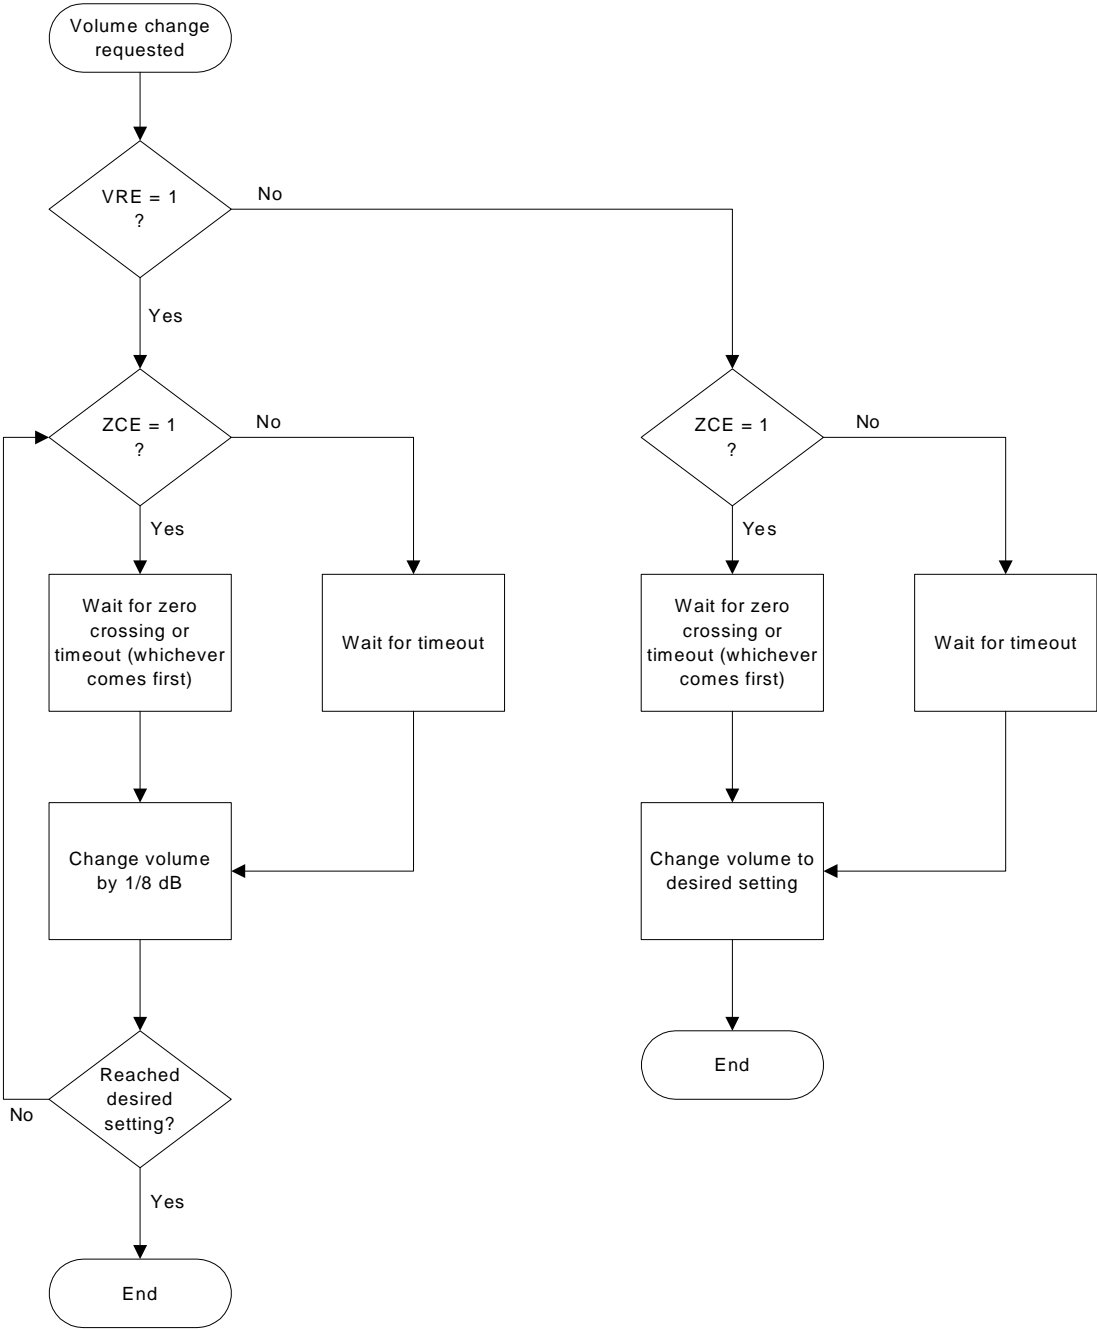 Volume change
requested
VRE = 1
?
No
Yes
ZCE = 1
?
No
ZCE = 1
?
No
Yes
Yes
Wait for zero
crossing or
timeout (whichever
comes first)
Wait for timeout
Wait for zero
crossing or
timeout (whichever
comes first)
Wait for timeout
Change volume
by 1/8 dB
Change volume to
desired setting
End
Reached
desired
setting?
No
Yes
End